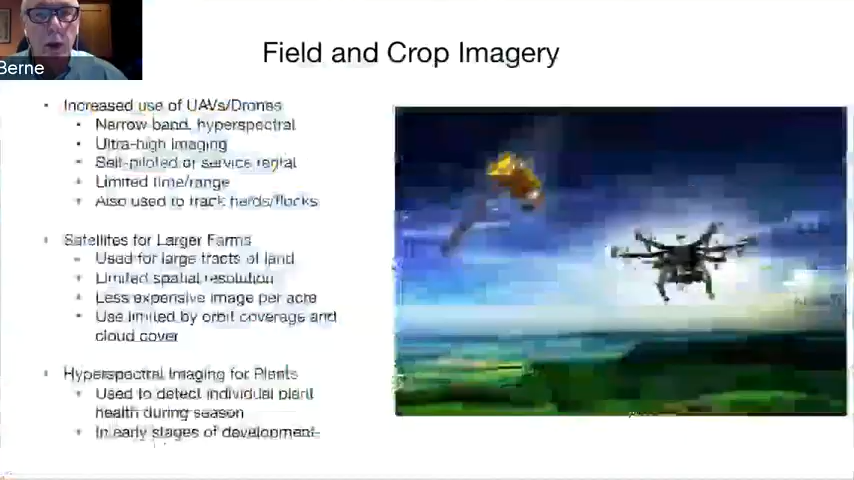 Berne
Field and Crop Imagery
• Increased use of UAVs/Drones
• Narrow band, hyperspectral
• Ultra-high imaging
• Self-piloted or service rental
• Limited time/range
• Also used to track herds/flocks
• Satellites for Larger Farms
• Used for large tracts of land
• Limited spatial resolution
• Less expensive image per acre
• Use limited by orbit coverage and
cloud cover
• Hyperspectral Imaging for Plants
• Used to detect individual plant
health during season
• In early stages of development